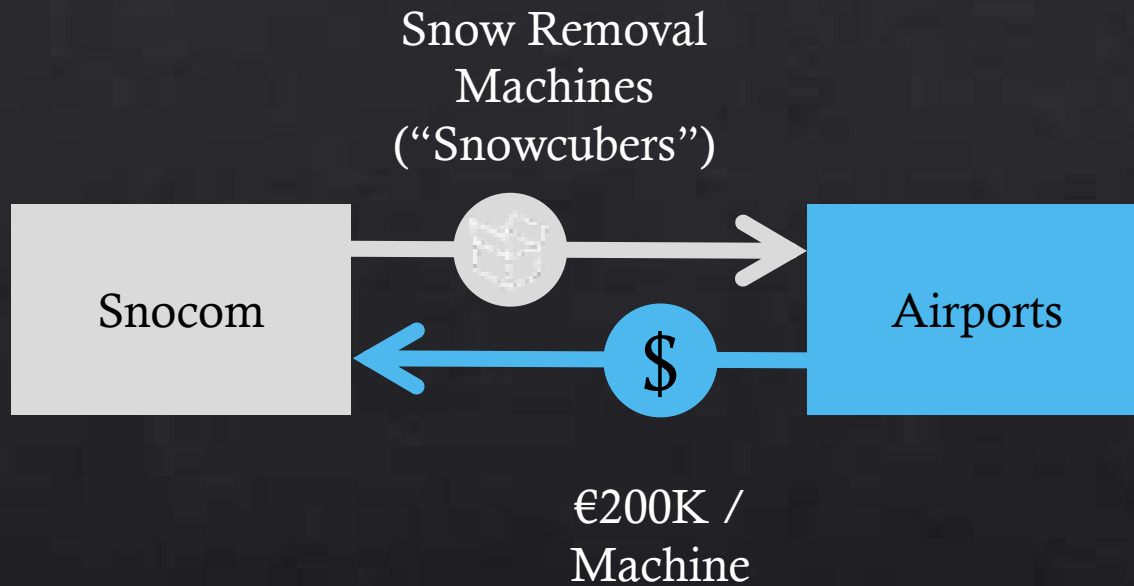 Snow Removal
Machines
(“Snowcubers”)
Snocom
Airports
$
€200K /
Machine